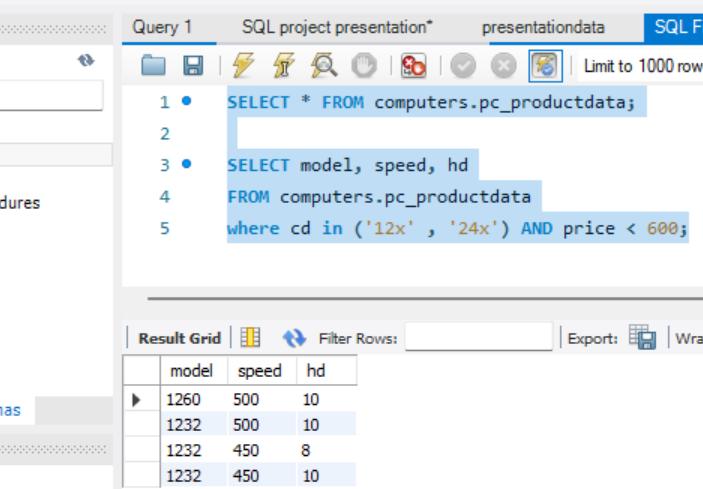 Query 1 SQL project presentation* presentationdata SQL F
Limit to 1000 row
1 SELECT * FROM computers.pc_productdata;
2
3 SELECT model, speed, hd
dures
4 FROM computers.pc_productdata
5 where cd in ('12x' , '24x') AND price < 600;
Result Grid Filter Rows: Export: Wra
model speed hd
1260 500 10
nas
1232 500 10
1232 450 8
1232 450 10